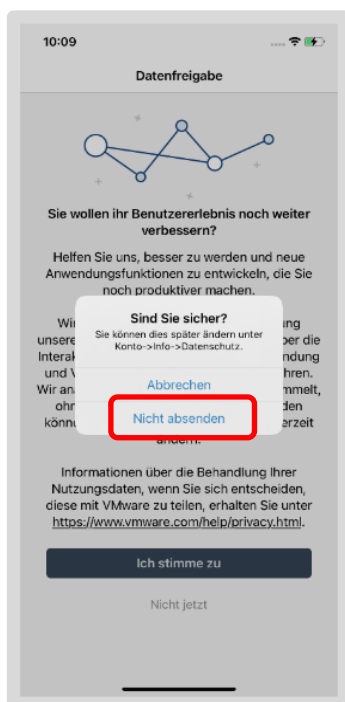 10:09
Datenfreigabe
Sie wollen ihr Benutzererlebnis noch weiter
verbessern?
Helfen Sie uns, besser zu werden und neue
Anwendungsfunktionen zu entwickeln, die Sie
noch produktiver machen.
Sind Sie sicher?
Sie können dies später ändern unter
Konto->Info->Datenschutz.
Abbrechen
Nicht absenden
ändern.
Informationen über die Behandlung Ihrer
Nutzungsdaten, wenn Sie sich entscheiden,
diese mit VMware zu teilen, erhalten Sie unter
https://www.vmware.com/help/privacy.html.
Ich stimme zu
Nicht jetzt